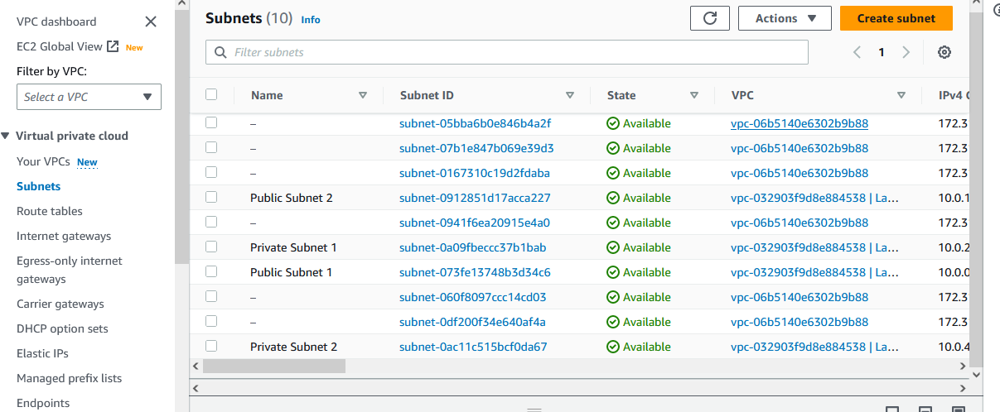 VPC dashboard
EC2 Global View New
Filter by VPC:
Select a VPC
Virtual private cloud
Your VPCs New
Subnets
Route tables
Internet gateways
Egress-only internet
gateways
Carrier gateways
DHCP option sets
Elastic IPs
Managed prefix lists
Endpoints
Subnets (10) Info
Actions
Create subnet
Filter subnets
1
Name Subnet ID State VPC IPv4 C
– subnet-05bba6b0e846b4a2f Available vpc-06b5140e6302b9b88 172.3
– subnet-07b1e847b069e39d3 Available vpc-06b5140e6302b9b88 172.3
– subnet-0167310c19d2fdaba Available vpc-06b5140e6302b9b88 172.3
Public Subnet 2 subnet-0912851d17acca227 Available vpc-032903f9d8e884538 | La... 10.0.1
– subnet-0941f6ea20915e4a0 Available vpc-06b5140e6302b9b88 172.3
Private Subnet 1 subnet-0a09fbeccc37b1bab Available vpc-032903f9d8e884538 | La... 10.0.2
Public Subnet 1 subnet-073fe13748b3d34c6 Available vpc-032903f9d8e884538 | La... 10.0.0
– subnet-060f8097ccc14cd03 Available vpc-06b5140e6302b9b88 172.3
– subnet-0df200f34e640af4a Available vpc-06b5140e6302b9b88 172.3
Private Subnet 2 subnet-0ac11c515bcf0da67 Available vpc-032903f9d8e884538 | La... 10.0.4